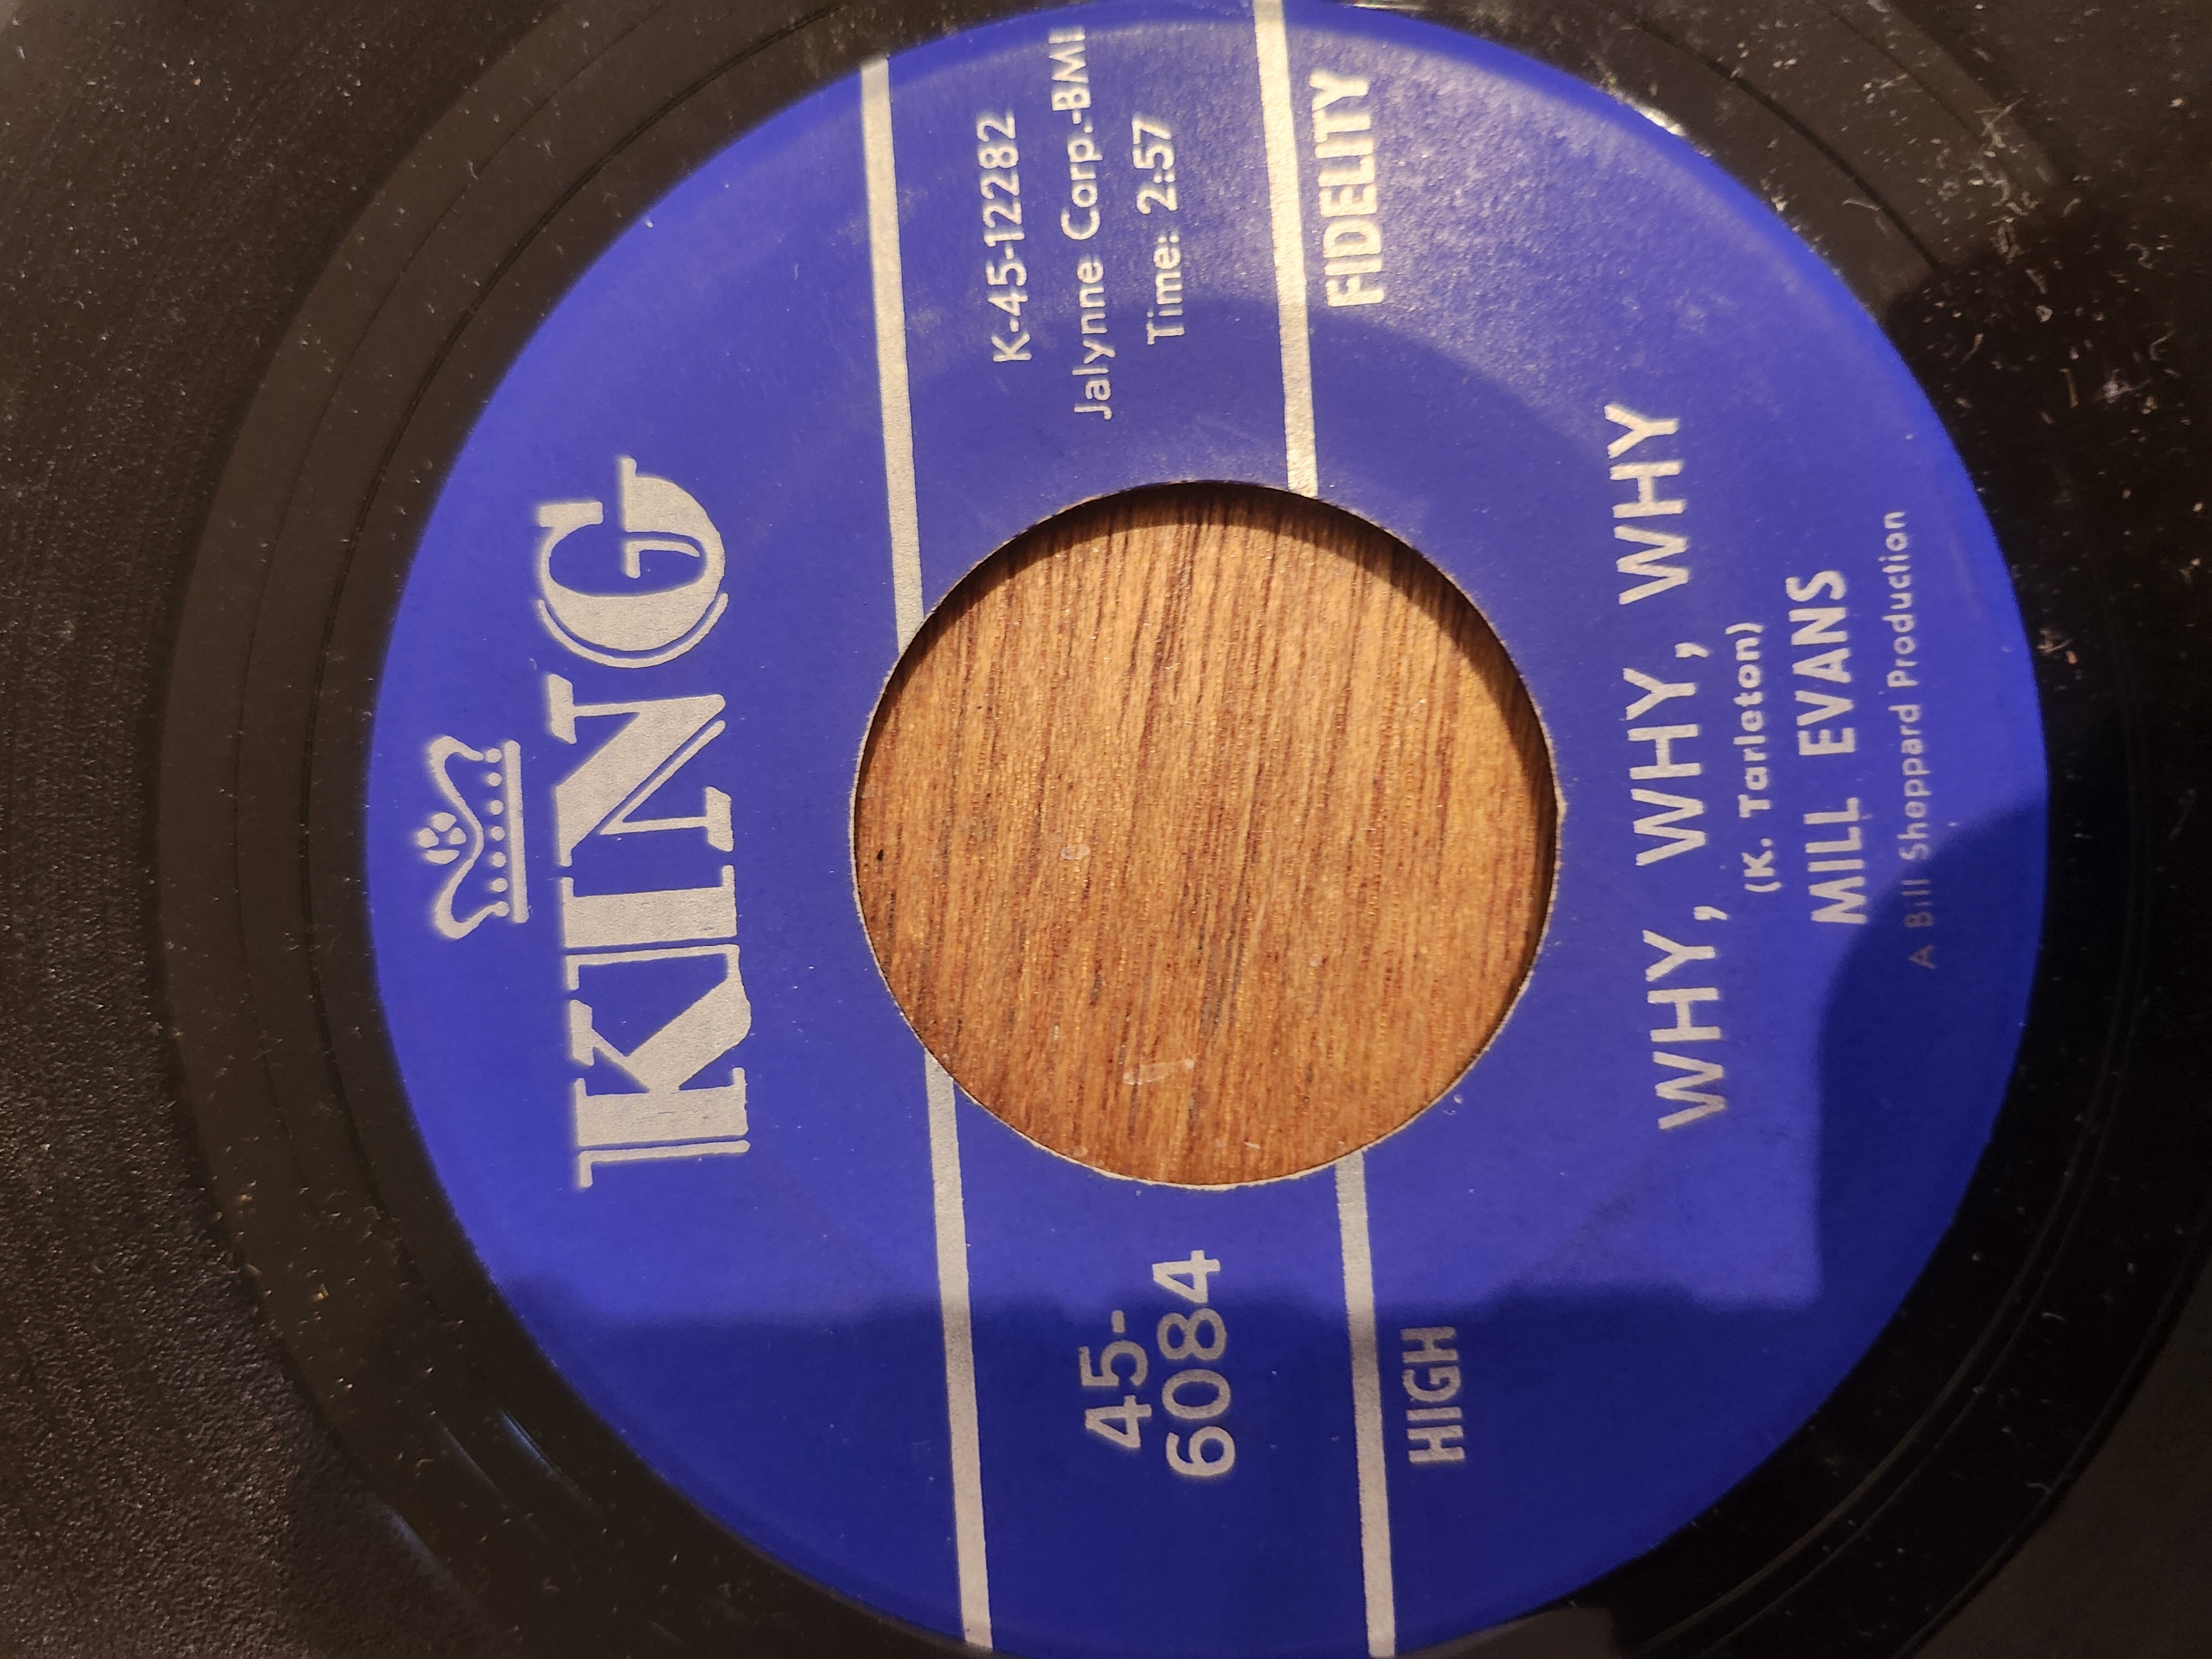 KING
K-45-12282
Jalynne Corp.-BMI
Time: 2:57
45-
6084
HIGH FIDELITY
WHY, WHY, WHY, WHY
(K. Tarleton)
MILL EVANS
A Bill Sheppard Production